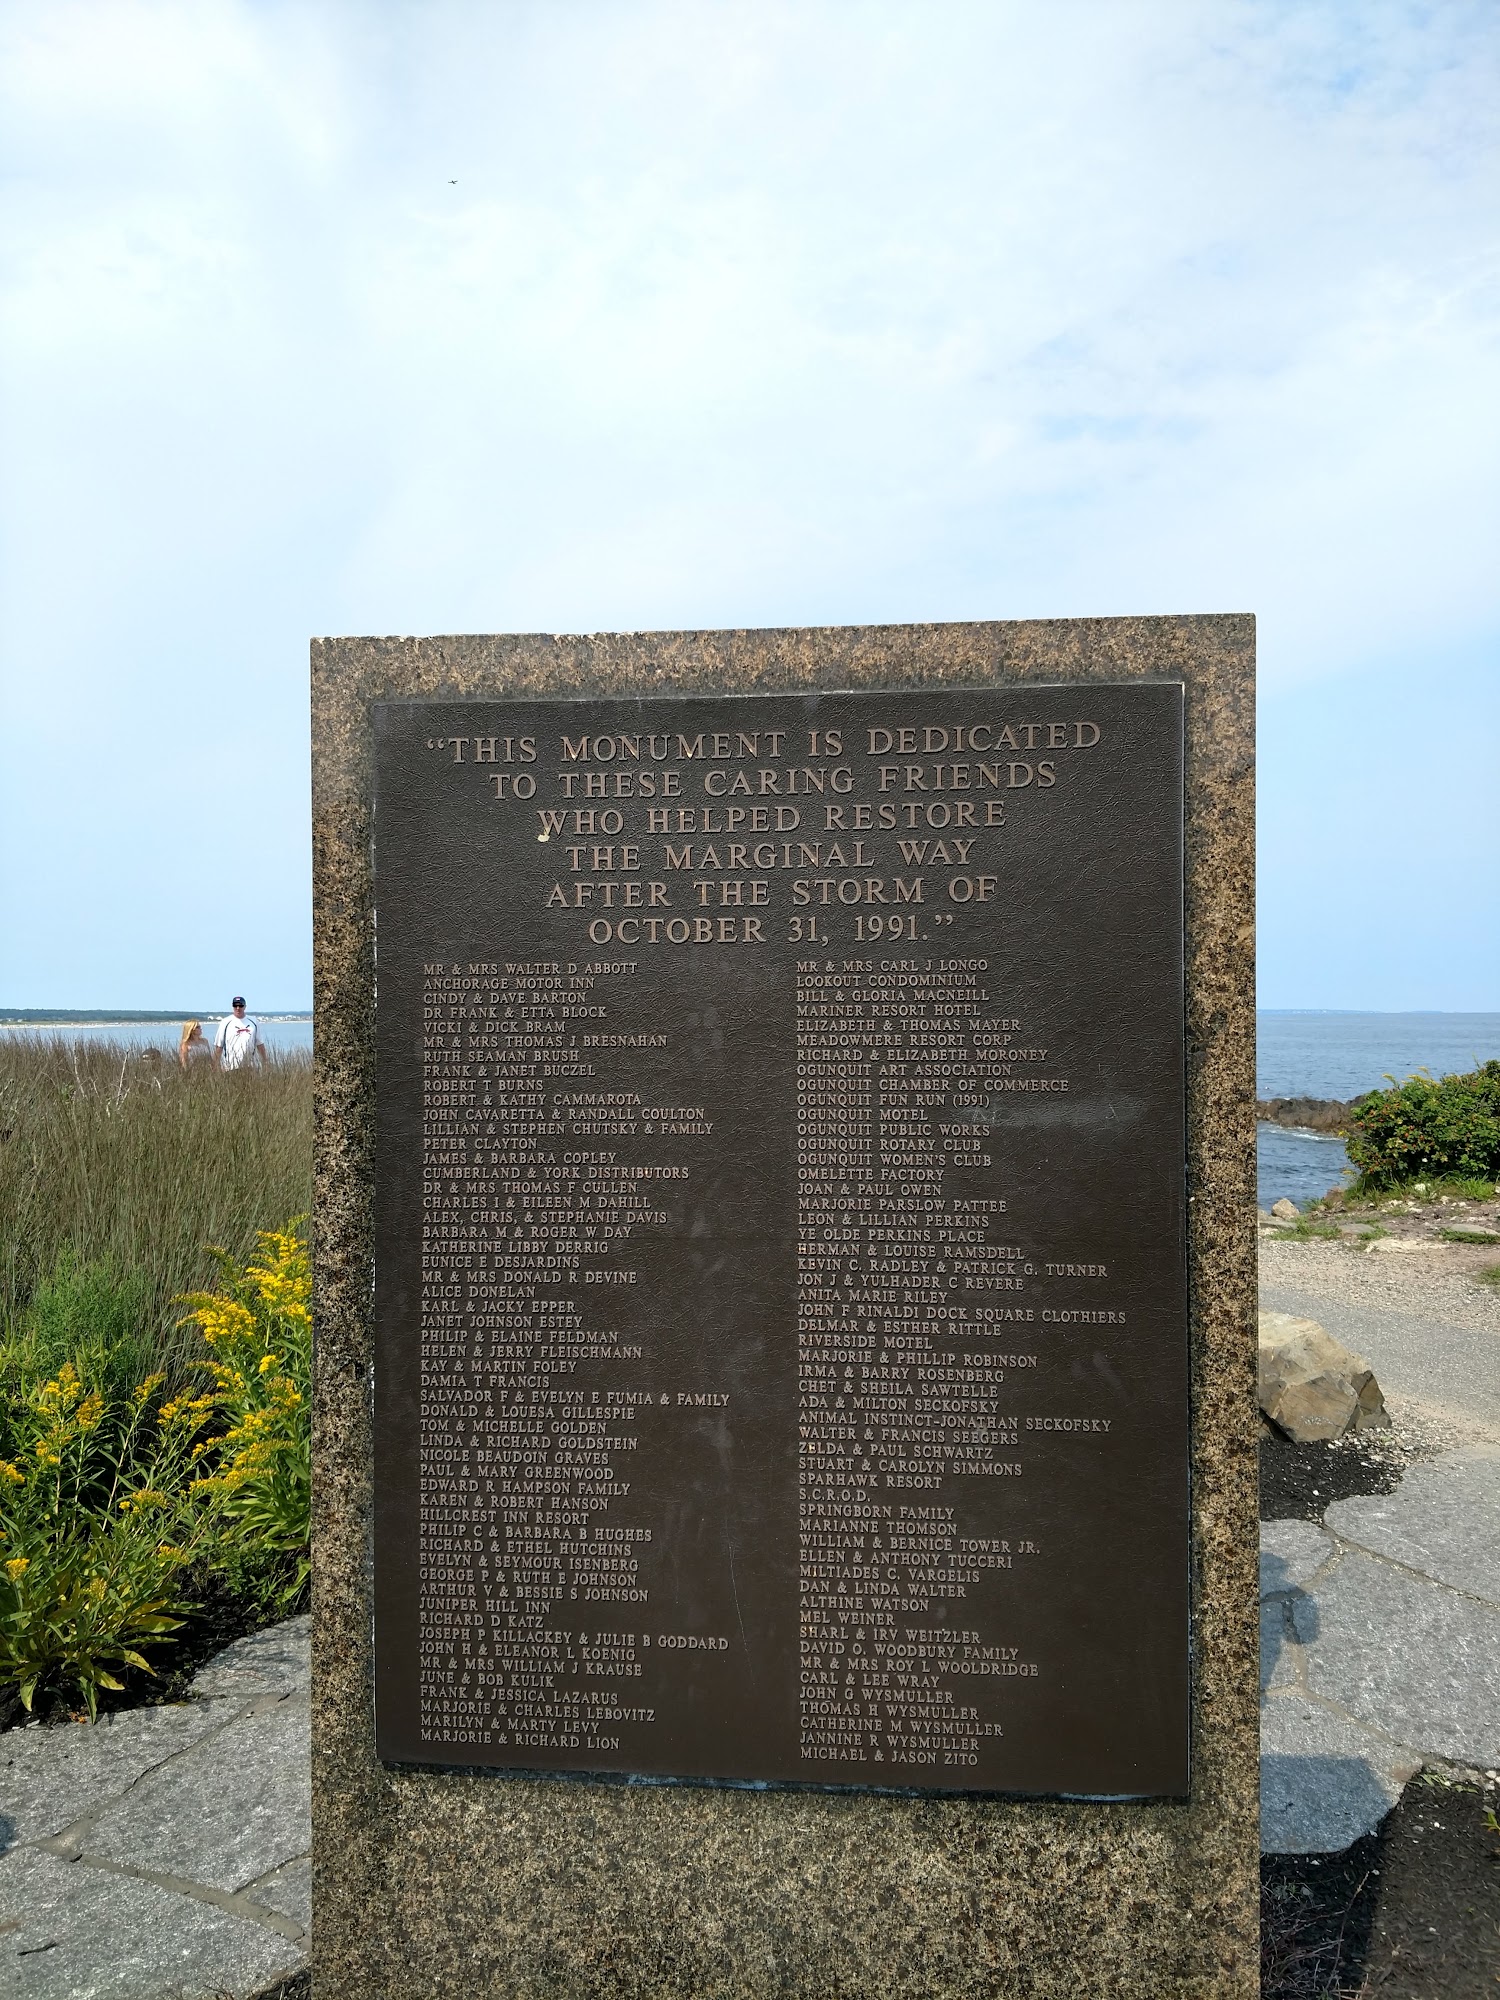 “THIS MONUMENT IS DEDICATED
TO THESE CARING FRIENDS
WHO HELPED RESTORE
THE MARGINAL WAY
AFTER THE STORM OF
OCTOBER 31, 1991.”
MR & MRS WALTER D ABBOTT
ANCHORAGE MOTOR INN
CINDY & DAVE BARTON
DR FRANK & ETTA BLOCK
VICKI & DICK BRAM
MR & MRS THOMAS J BRESNAHAN
RUTH SEAMAN BRUSH
FRANK & JANET BUCZEL
ROBERT T BURNS
ROBERT & KATHY CAMMAROTA
JOHN CAVARETTA & RANDALL COULTON
LILLIAN & STEPHEN CHUTSKY & FAMILY
PETER CLAYTON
JAMES & BARBARA COPLEY
CUMBERLAND & YORK DISTRIBUTORS
DR & MRS THOMAS F CULLEN
CHARLES I & EILEEN M DAHILL
ALEX, CHRIS, & STEPHANIE DAVIS
BARBARA M & ROGER W DAY
KATHERINE LIBBY DERRIG
EUNICE E DESJARDINS
MR & MRS DONALD R DEVINE
ALICE DONELAN
KARL & JACKY EPPER
JANET JOHNSON ESTEY
PHILIP & ELAINE FELDMAN
HELEN & JERRY FLEISCHMANN
KAY & MARTIN FOLEY
DAMIA T FRANCIS
SALVADOR F & EVELYN E FUMIA & FAMILY
DONALD & LOUESA GILLESPIE
TOM & MICHELLE GOLDEN
LINDA & RICHARD GOLDSTEIN
NICOLE BEAUDOIN GRAVES
PAUL & MARY GREENWOOD
EDWARD R HAMPSON FAMILY
KAREN & ROBERT HANSON
HILLCREST INN RESORT
PHILIP C & BARBARA B HUGHES
RICHARD & ETHEL HUTCHINS
EVELYN & SEYMOUR ISENBERG
GEORGE P & RUTH E JOHNSON
ARTHUR V & BESSIE S JOHNSON
JUNIPER HILL INN
RICHARD D KATZ
JOSEPH P KILLACKEY & JULIE B GODDARD
JOHN H & ELEANOR L KOENIG
MR & MRS WILLIAM J KRAUSE
JUNE & BOB KULIK
FRANK & JESSICA LAZARUS
MARJORIE & CHARLES LEBOVITZ
MARILYN & MARTY LEVY
MARJORIE & RICHARD LION
MR & MRS CARL J LONGO
LOOKOUT CONDOMINIUM
BILL & GLORIA MACNEILL
MARINER RESORT HOTEL
ELIZABETH & THOMAS MAYER
MEADOWMERE RESORT CORP
RICHARD & ELIZABETH MORONEY
OGUNQUIT ART ASSOCIATION
OGUNQUIT CHAMBER OF COMMERCE
OGUNQUIT FUN RUN (1991)
OGUNQUIT MOTEL
OGUNQUIT PUBLIC WORKS
OGUNQUIT ROTARY CLUB
OGUNQUIT WOMEN'S CLUB
OMELETTE FACTORY
JOAN & PAUL OWEN
MARJORIE PARSLOW PATTEE
LEON & LILLIAN PERKINS
YE OLDE PERKINS PLACE
HERMAN & LOUISE RAMSDELL
KEVIN C. RADLEY & PATRICK G. TURNER
JON J & YULHADER C REVERE
ANITA MARIE RILEY
JOHN F RINALDI DOCK SQUARE CLOTHIERS
DELMAR & ESTHER RITTLE
RIVERSIDE MOTEL
MARJORIE & PHILLIP ROBINSON
IRMA & BARRY ROSENBERG
CHET & SHEILA SAWTELLE
ADA & MILTON SECKOFSKY
ANIMAL INSTINCT-JONATHAN SECKOFSKY
WALTER & FRANCIS SEEGERS
ZELDA & PAUL SCHWARTZ
STUART & CAROLYN SIMMONS
SPARHAWK RESORT
S.C.R.O.D.
SPRINGBORN FAMILY
MARIANNE THOMSON
WILLIAM & BERNICE TOWER JR.
ELLEN & ANTHONY TUCCERI
MILTIADES C. VARGELIS
DAN & LINDA WALTER
ALTHINE WATSON
MEL WEINER
SHARL & IRV WEITZLER
DAVID O. WOODBURY FAMILY
MR & MRS ROY L WOOLDRIDGE
CARL & LEE WRAY
JOHN G WYSMULLER
THOMAS H WYSMULLER
CATHERINE M WYSMULLER
JANNINE R WYSMULLER
MICHAEL & JASON ZITO